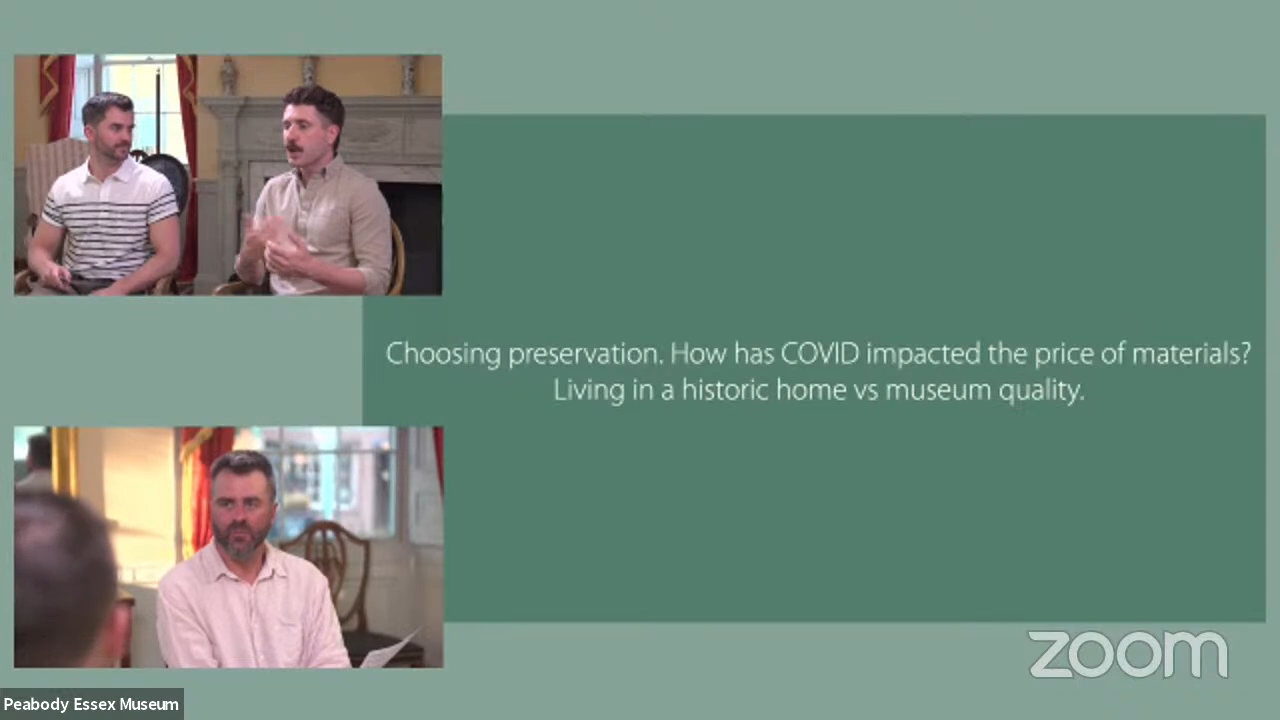 Choosing preservation. How has COVID impacted the price of materials?
Living in a historic home vs museum quality.
zoom
Peabody Essex Museum